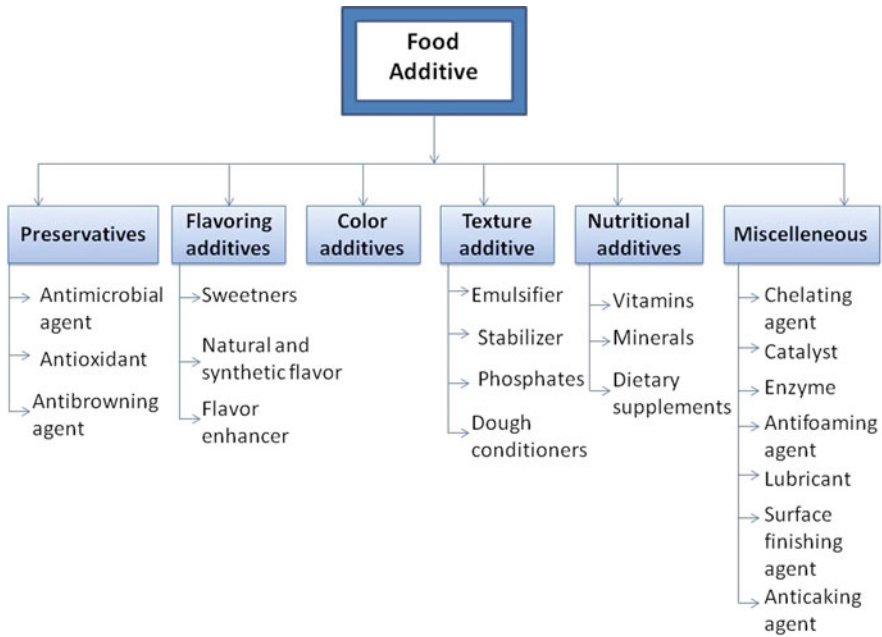 Food
Additive
Preservatives
Antimicrobial
agent
Antioxidant
Antibrowning
agent
Flavoring
additives
Sweetners
Natural and
synthetic flavor
Flavor
enhancer
Color
additives
Texture
additive
Emulsifier
Stabilizer
Phosphates
Dough
conditioners
Nutritional
additives
Vitamins
Minerals
Dietary
supplements
Miscelleneous
Chelating
agent
Catalyst
Enzyme
Antifoaming
agent
Lubricant
Surface
finishing
agent
Anticaking
agent